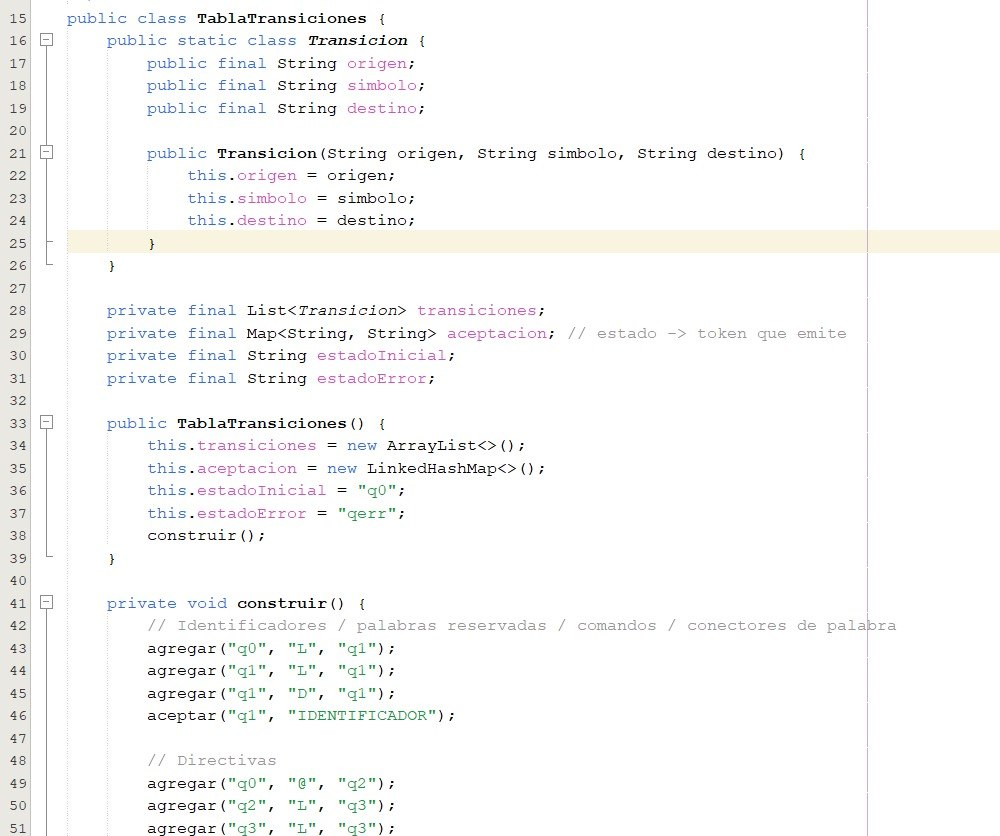 15 public class TablaTransiciones {
16 public static class Transicion {
17 public final String origen;
18 public final String simbolo;
19 public final String destino;
20
21 public Transicion(String origen, String simbolo, String destino) {
22 this.origen = origen;
23 this.simbolo = simbolo;
24 this.destino = destino;
25 }
26 }
27
28 private final List<Transicion> transiciones;
29 private final Map<String, String> aceptacion; // estado -> token que emite
30 private final String estadoInicial;
31 private final String estadoError;
32
33 public TablaTransiciones() {
34 this.transiciones = new ArrayList<>();
35 this.aceptacion = new LinkedHashMap<>();
36 this.estadoInicial = "q0";
37 this.estadoError = "qerr";
38 construir();
39 }
40
41 private void construir() {
42 // Identificadores / palabras reservadas / comandos / conectores de palabra
43 agregar("q0", "L", "q1");
44 agregar("q1", "L", "q1");
45 agregar("q1", "D", "q1");
46 aceptar("q1", "IDENTIFICADOR");
47
48 // Directivas
49 agregar("q0", "@", "q2");
50 agregar("q2", "L", "q3");
51 agregar("q3", "L", "q3");